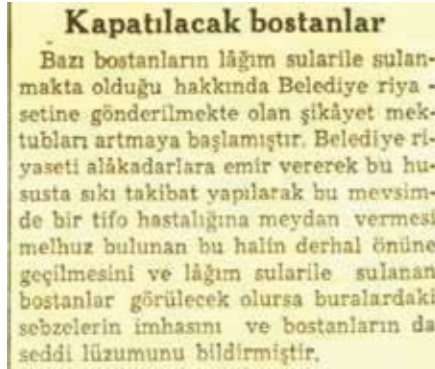 Kapatılacak bostanlar
Bazı bostanların lâğım sularile sulan-
makta olduğu hakkında Belediye riya -
setine gönderilmekte olan şikâyet mek-
tubları artmaya başlamıştır. Belediye ri-
yaseti alâkadarlara emir vererek bu hu-
susta sıkı takibat yapılarak bu mevsim-
de bir tifo hastalığına meydan vermesi
melhuz bulunan bu halin derhal önüne
geçilmesini ve lâğım sularile sulanan
bostanlar görülecek olursa buralardaki
sebzelerin imhasını ve bostanların da
seddi lüzumunu bildirmiştir.